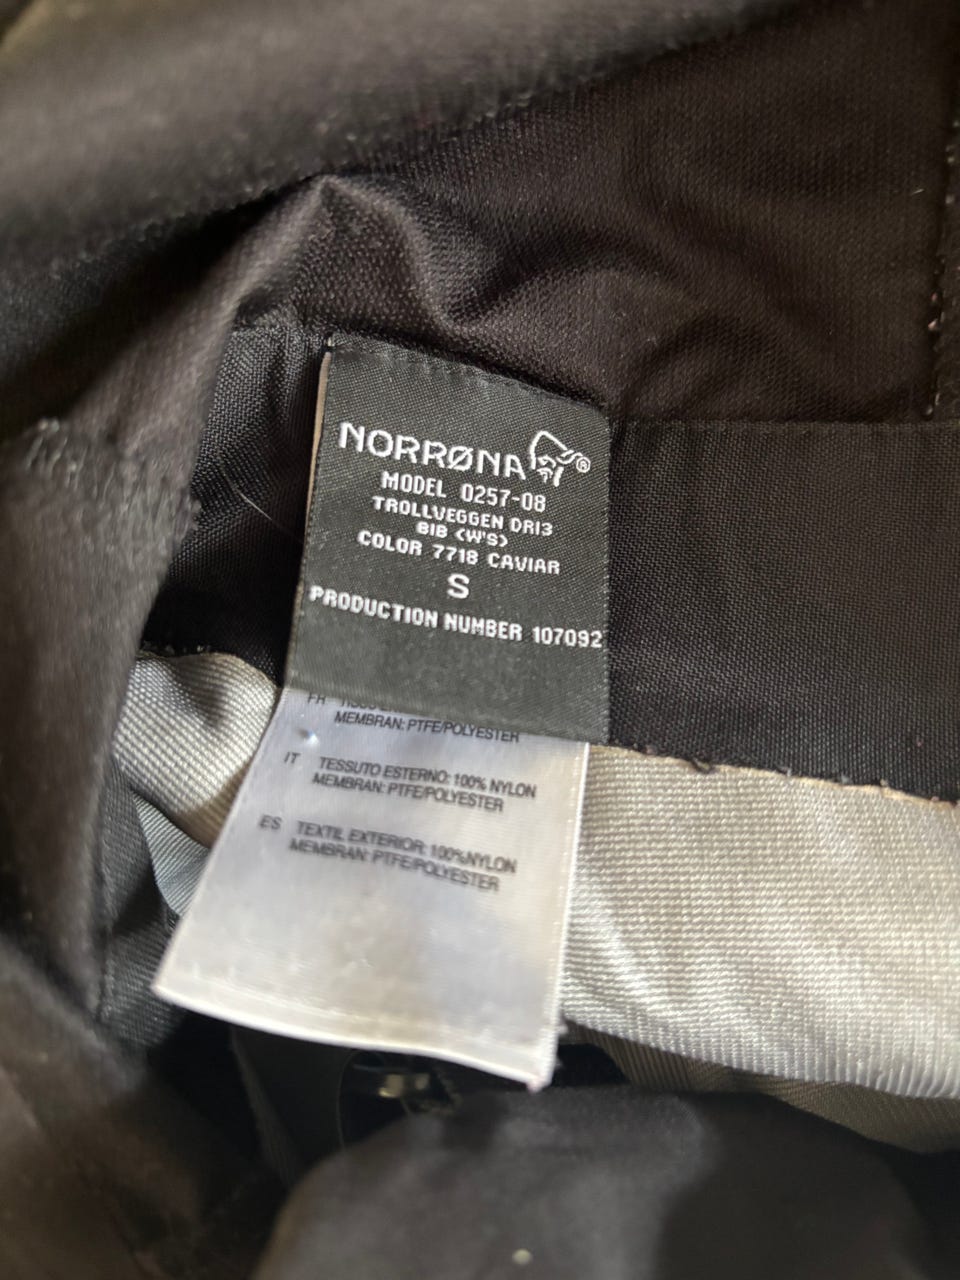 NORRØNA®
MODEL 0257-08
TROLLVEGGEN DRI3
BIB (W'S)
COLOR 7718 CAVIAR
S
PRODUCTION NUMBER 107092
FR
MEMBRAN: PTFE/POLYESTER
IT TESSUTO ESTERNO: 100% NYLON
MEMBRAN: PTFE/POLYESTER
ES TEXTIL EXTERIOR: 100%NYLON
MEMBRAN: PTFE/POLYESTER